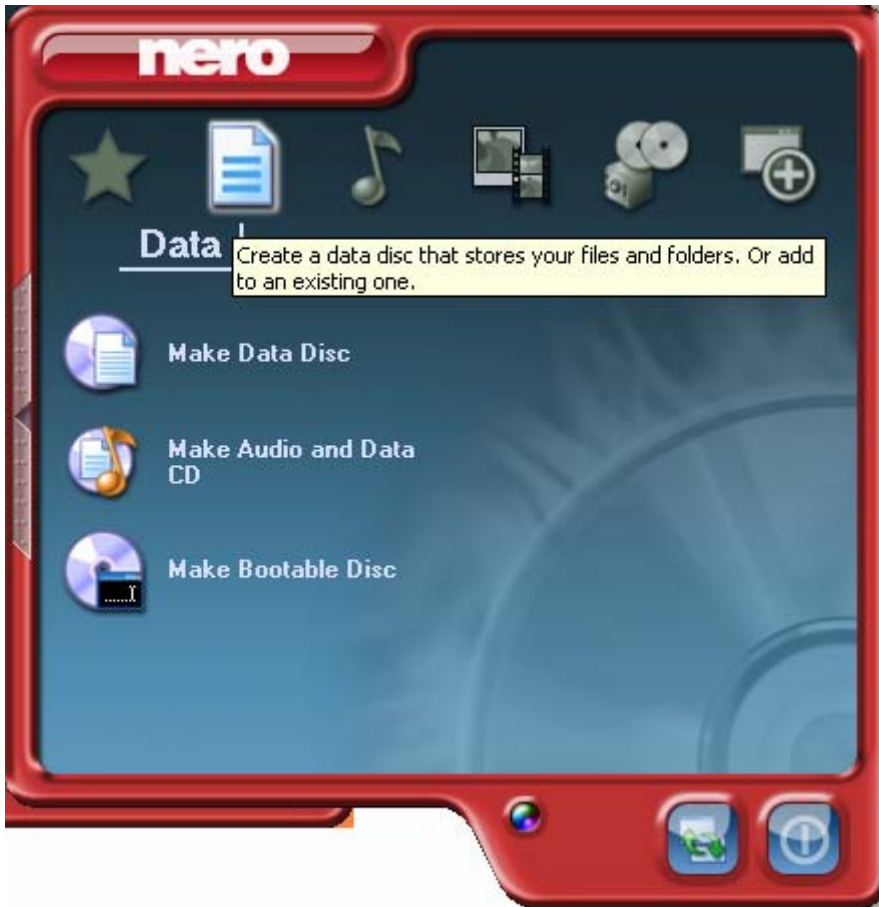 nero
Data
Create a data disc that stores your files and folders. Or add
to an existing one.
Make Data Disc
Make Audio and Data
CD
Make Bootable Disc